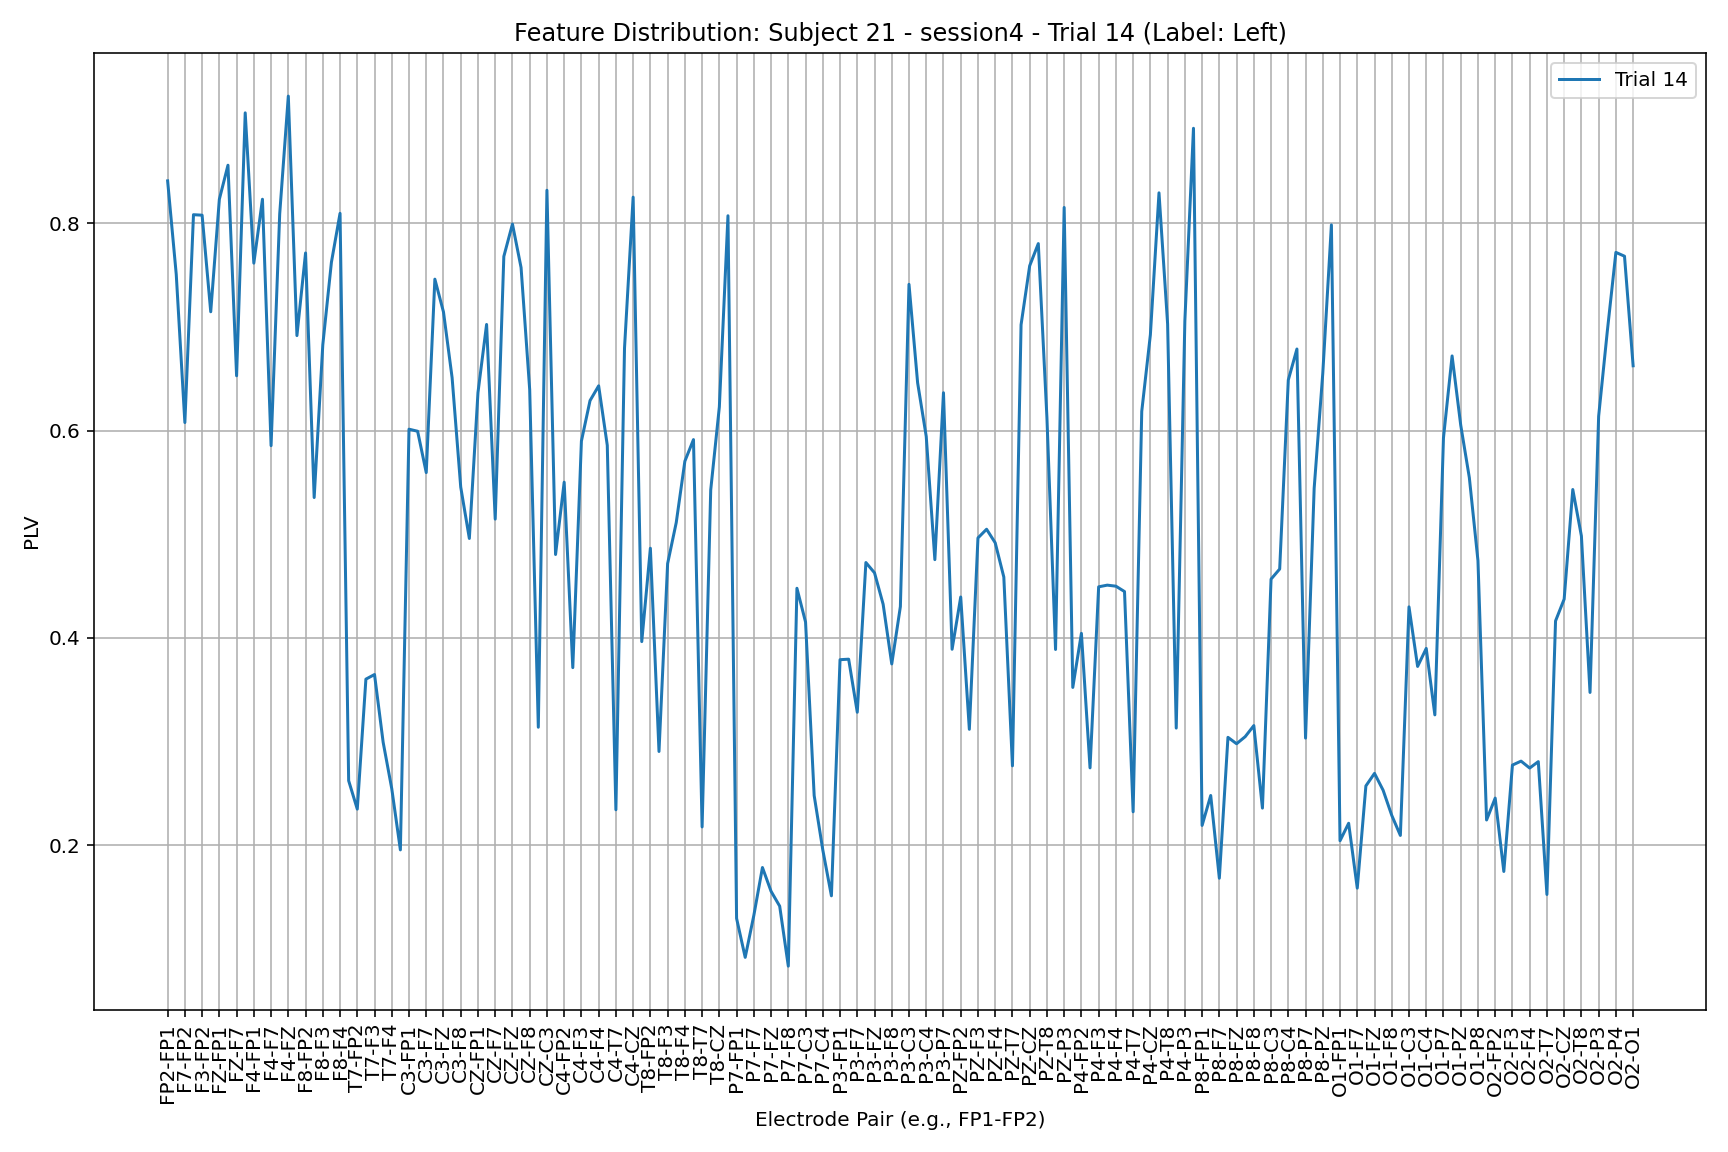 Feature Distribution: Subject 21 - session4 - Trial 14 (Label: Left)
Trial 14
0.8
0.6
0.4
0.2
PLV
FP2-FP1
F7-FP2
F3-FP2
FZ-FP1
FZ-F7
F4-FP1
F4-F7
F4-FZ
F8-FP2
F8-F3
F8-F4
T7-FP2
T7-F3
T7-F4
C3-FP1
C3-F7
C3-FZ
C3-F8
CZ-FP1
CZ-F7
CZ-FZ
CZ-F8
CZ-C3
C4-FP2
C4-F3
C4-F4
C4-T7
C4-CZ
T8-FP2
T8-F3
T8-F4
T8-T7
T8-CZ
P7-FP1
P7-F7
P7-FZ
P7-F8
P7-C3
P7-C4
P3-FP1
P3-F7
P3-FZ
P3-F8
P3-C3
P3-C4
P3-P7
PZ-FP2
PZ-F3
PZ-F4
PZ-T7
PZ-CZ
PZ-T8
PZ-P3
P4-FP2
P4-F3
P4-F4
P4-T7
P4-CZ
P4-T8
P4-P3
P8-FP1
P8-F7
P8-FZ
P8-F8
P8-C3
P8-C4
P8-P7
P8-PZ
O1-FP1
O1-F7
O1-FZ
O1-F8
O1-C3
O1-C4
O1-P7
O1-PZ
O1-P8
O2-FP2
O2-F3
O2-F4
O2-T7
O2-CZ
O2-T8
O2-P3
O2-P4
O2-O1
Electrode Pair (e.g., FP1-FP2)